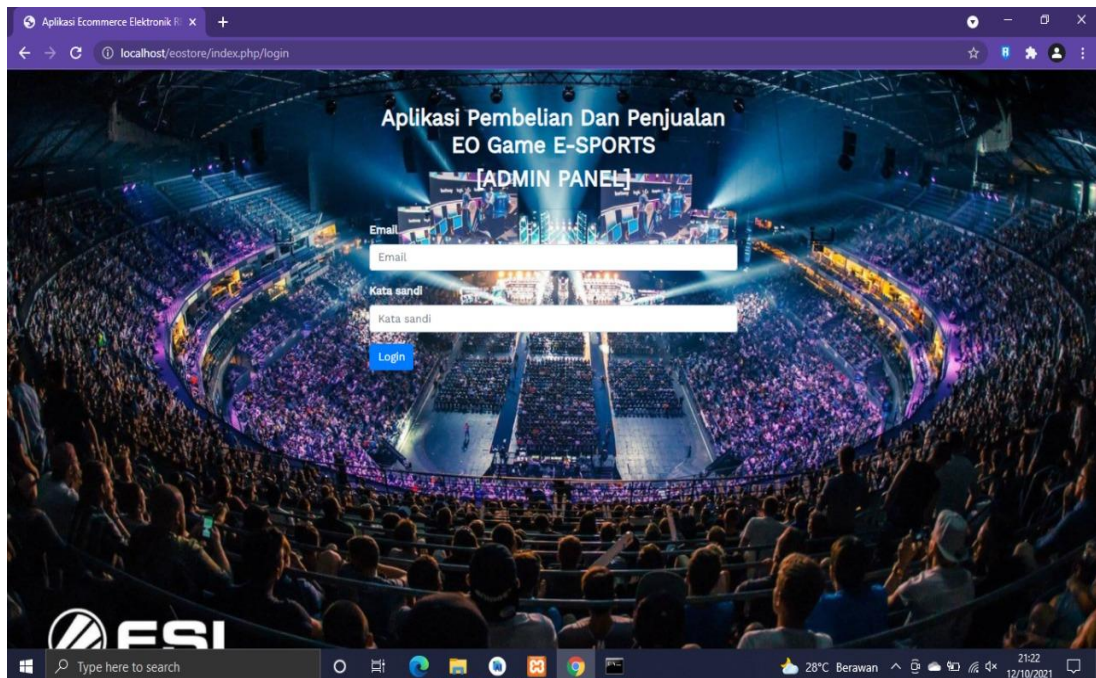 Aplikasi Ecommerce Elektronik R
localhost/eostore/index.php/login
Aplikasi Pembelian Dan Penjualan
EO Game E-SPORTS
[ADMIN PANEL]
Email
Email
Kata sandi
Kata sandi
Login
ESI
Type here to search
28°C Berawan
21:22
12/10/2021